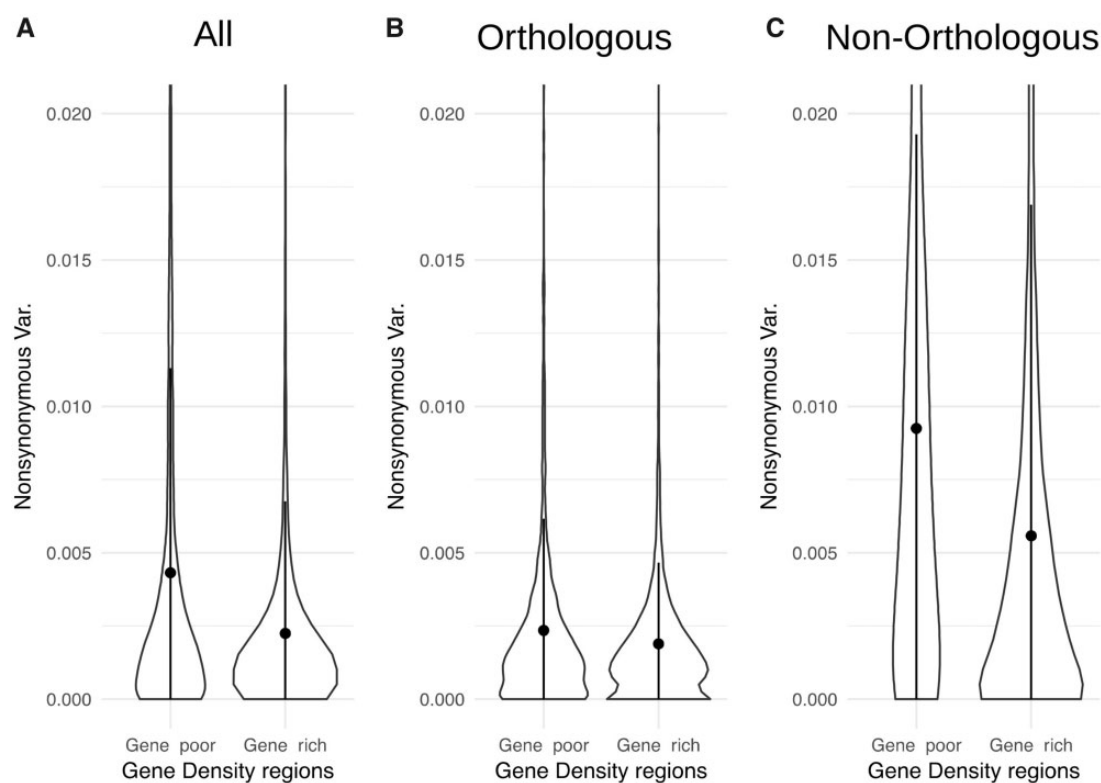 A
All
0.020
0.015
0.010
0.005
0.000
Nonsynonymous Var.
Gene poor
Gene rich
Gene Density regions
B
Orthologous
0.020
0.015
0.010
0.005
0.000
Nonsynonymous Var.
Gene poor
Gene rich
Gene Density regions
C
Non-Orthologous
0.020
0.015
0.010
0.005
0.000
Nonsynonymous Var.
Gene poor
Gene rich
Gene Density regions